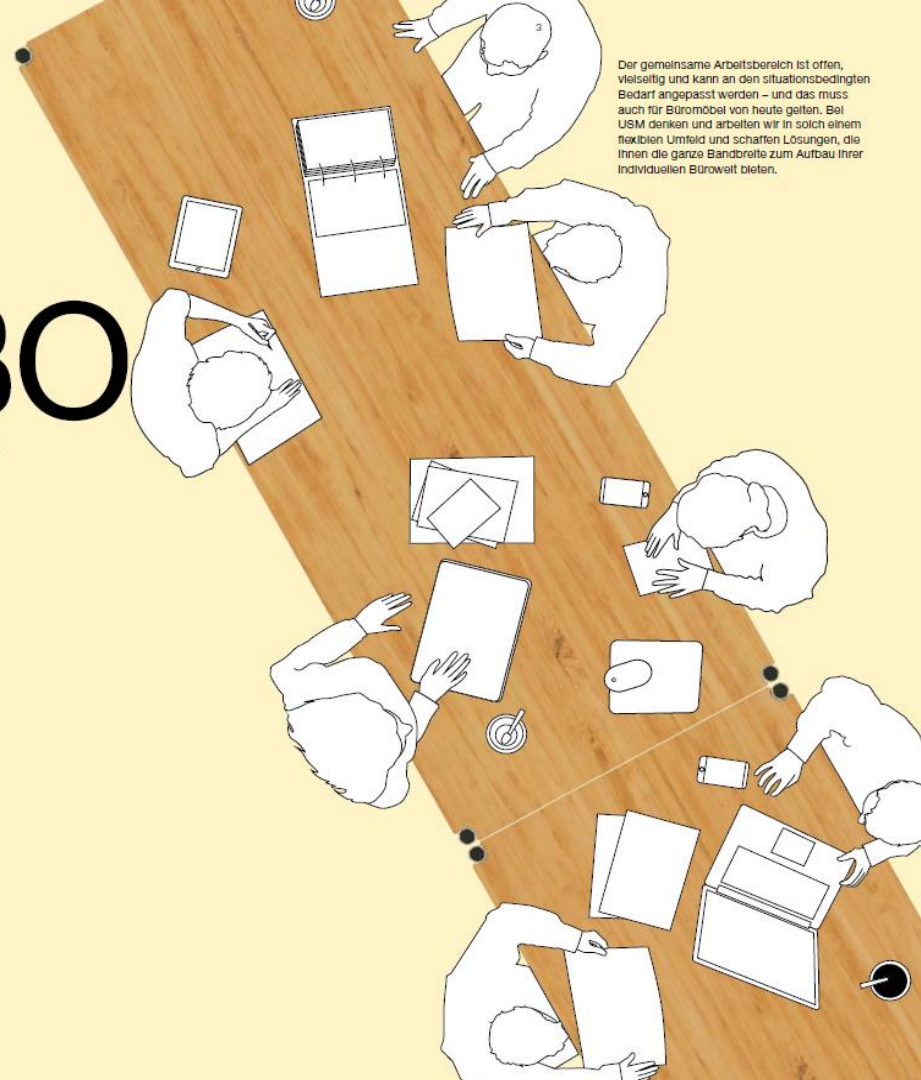 3
Der gemeinsame Arbeitsbereich ist offen,
vielseitig und kann an den situationsbedingten
Bedarf angepasst werden – und das muss
auch für Büromöbel von heute gelten. Bei
USM denken und arbeiten wir in solch einem
flexiblen Umfeld und schaffen Lösungen, die
Ihnen die ganze Bandbreite zum Aufbau Ihrer
individuellen Bürowelt bieten.
O